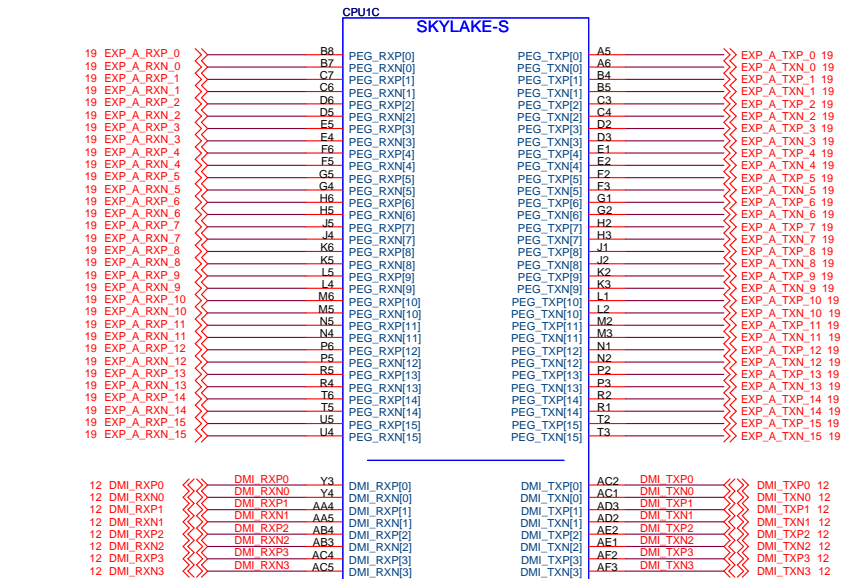 CPU1C
SKYLAKE-S
19 EXP_A_RXP_0 B8 PEG_RXP[0] PEG_TXP[0] A5 EXP_A_TXP_0 19
19 EXP_A_RXN_0 B7 PEG_RXN[0] PEG_TXN[0] A6 EXP_A_TXN_0 19
19 EXP_A_RXP_1 C7 PEG_RXP[1] PEG_TXP[1] B4 EXP_A_TXP_1 19
19 EXP_A_RXN_1 C6 PEG_RXN[1] PEG_TXN[1] B5 EXP_A_TXN_1 19
19 EXP_A_RXP_2 D6 PEG_RXP[2] PEG_TXP[2] C3 EXP_A_TXP_2 19
19 EXP_A_RXN_2 D5 PEG_RXN[2] PEG_TXN[2] C4 EXP_A_TXN_2 19
19 EXP_A_RXP_3 E5 PEG_RXP[3] PEG_TXP[3] D2 EXP_A_TXP_3 19
19 EXP_A_RXN_3 E4 PEG_RXN[3] PEG_TXN[3] D3 EXP_A_TXN_3 19
19 EXP_A_RXP_4 F6 PEG_RXP[4] PEG_TXP[4] E1 EXP_A_TXP_4 19
19 EXP_A_RXN_4 F5 PEG_RXN[4] PEG_TXN[4] E2 EXP_A_TXN_4 19
19 EXP_A_RXP_5 G5 PEG_RXP[5] PEG_TXP[5] F2 EXP_A_TXP_5 19
19 EXP_A_RXN_5 G4 PEG_RXN[5] PEG_TXN[5] F3 EXP_A_TXN_5 19
19 EXP_A_RXP_6 H6 PEG_RXP[6] PEG_TXP[6] G1 EXP_A_TXP_6 19
19 EXP_A_RXN_6 H5 PEG_RXN[6] PEG_TXN[6] G2 EXP_A_TXN_6 19
19 EXP_A_RXP_7 J5 PEG_RXP[7] PEG_TXP[7] H2 EXP_A_TXP_7 19
19 EXP_A_RXN_7 J4 PEG_RXN[7] PEG_TXN[7] H3 EXP_A_TXN_7 19
19 EXP_A_RXP_8 K6 PEG_RXP[8] PEG_TXP[8] J1 EXP_A_TXP_8 19
19 EXP_A_RXN_8 K5 PEG_RXN[8] PEG_TXN[8] J2 EXP_A_TXN_8 19
19 EXP_A_RXP_9 L5 PEG_RXP[9] PEG_TXP[9] K2 EXP_A_TXP_9 19
19 EXP_A_RXN_9 L4 PEG_RXN[9] PEG_TXN[9] K3 EXP_A_TXN_9 19
19 EXP_A_RXP_10 M6 PEG_RXP[10] PEG_TXP[10] L1 EXP_A_TXP_10 19
19 EXP_A_RXN_10 M5 PEG_RXN[10] PEG_TXN[10] L2 EXP_A_TXN_10 19
19 EXP_A_RXP_11 N5 PEG_RXP[11] PEG_TXP[11] M2 EXP_A_TXP_11 19
19 EXP_A_RXN_11 N4 PEG_RXN[11] PEG_TXN[11] M3 EXP_A_TXN_11 19
19 EXP_A_RXP_12 P6 PEG_RXP[12] PEG_TXP[12] N1 EXP_A_TXP_12 19
19 EXP_A_RXN_12 P5 PEG_RXN[12] PEG_TXN[12] N2 EXP_A_TXN_12 19
19 EXP_A_RXP_13 R5 PEG_RXP[13] PEG_TXP[13] P2 EXP_A_TXP_13 19
19 EXP_A_RXN_13 R4 PEG_RXN[13] PEG_TXN[13] P3 EXP_A_TXN_13 19
19 EXP_A_RXP_14 T6 PEG_RXP[14] PEG_TXP[14] R2 EXP_A_TXP_14 19
19 EXP_A_RXN_14 T5 PEG_RXN[14] PEG_TXN[14] R1 EXP_A_TXN_14 19
19 EXP_A_RXP_15 U5 PEG_RXP[15] PEG_TXP[15] T2 EXP_A_TXP_15 19
19 EXP_A_RXN_15 U4 PEG_RXN[15] PEG_TXN[15] T3 EXP_A_TXN_15 19
12 DMI_RXP0 DMI_RXP0 Y3 DMI_RXP[0] DMI_TXP[0] AC2 DMI_TXP0 DMI_TXP0 12
12 DMI_RXN0 DMI_RXN0 Y4 DMI_RXN[0] DMI_TXN[0] AC1 DMI_TXN0 DMI_TXN0 12
12 DMI_RXP1 DMI_RXP1 AA4 DMI_RXP[1] DMI_TXP[1] AD3 DMI_TXP1 DMI_TXP1 12
12 DMI_RXN1 DMI_RXN1 AA5 DMI_RXN[1] DMI_TXN[1] AD2 DMI_TXN1 DMI_TXN1 12
12 DMI_RXP2 DMI_RXP2 AB4 DMI_RXP[2] DMI_TXP[2] AE2 DMI_TXP2 DMI_TXP2 12
12 DMI_RXN2 DMI_RXN2 AB3 DMI_RXN[2] DMI_TXN[2] AE1 DMI_TXN2 DMI_TXN2 12
12 DMI_RXP3 DMI_RXP3 AC4 DMI_RXP[3] DMI_TXP[3] AF2 DMI_TXP3 DMI_TXP3 12
12 DMI_RXN3 DMI_RXN3 AC5 DMI_RXN[3] DMI_TXN[3] AF3 DMI_TXN3 DMI_TXN3 12